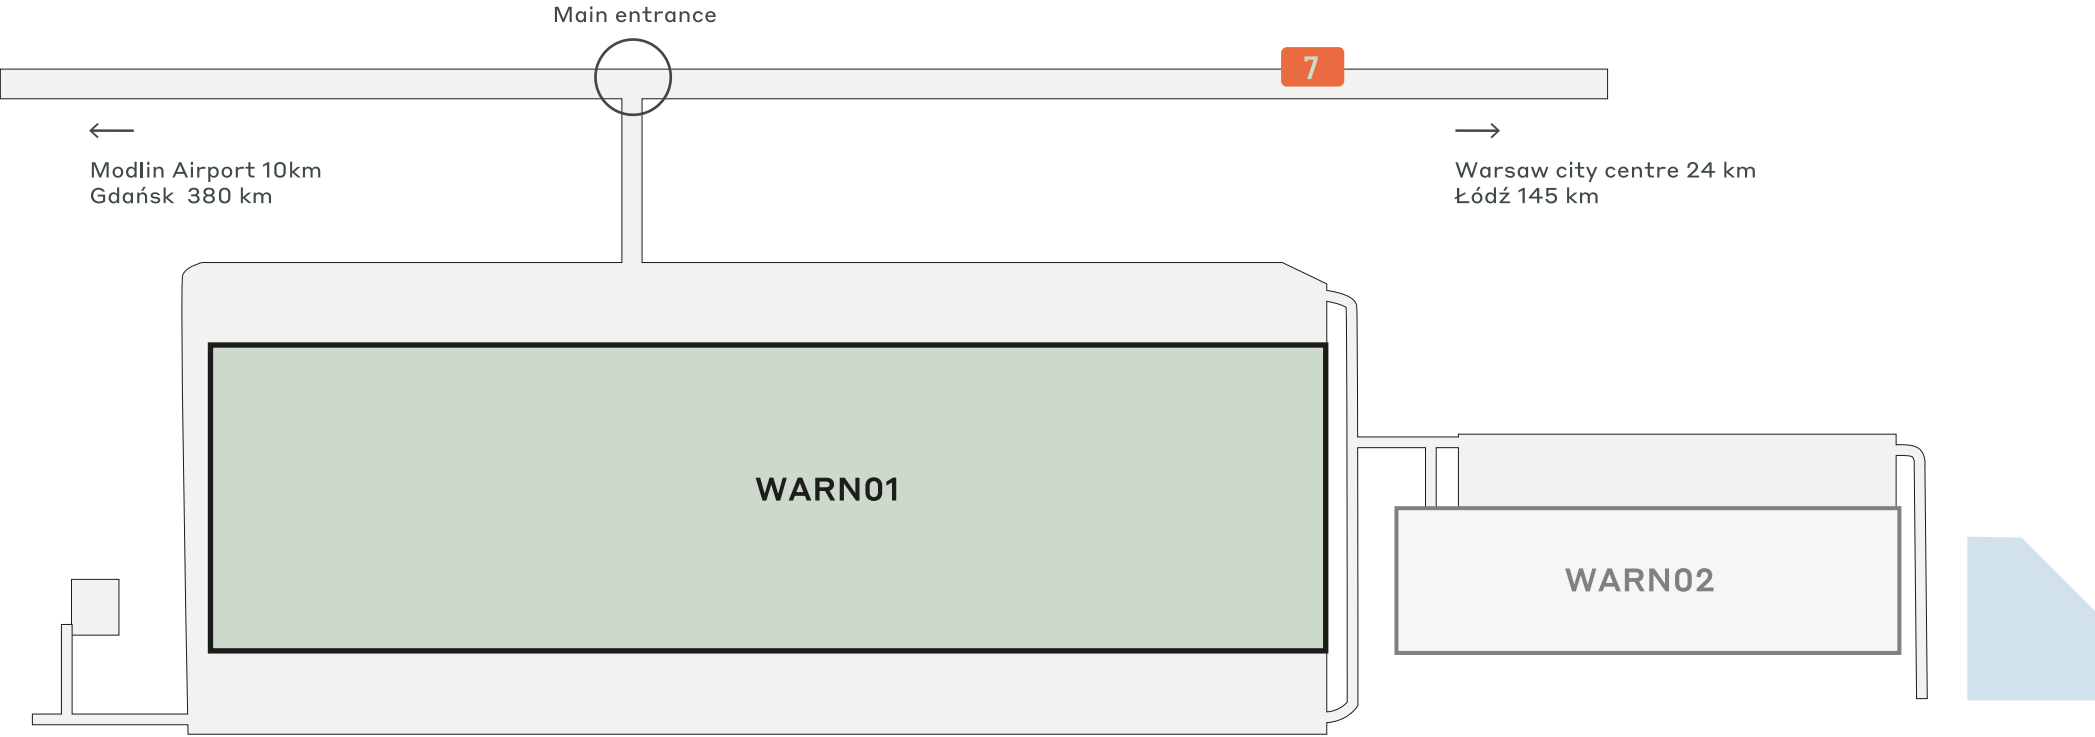 Main entrance
7
Modlin Airport 10km
Gdańsk 380 km
Warsaw city centre 24 km
Łódź 145 km
WARN01
WARN02